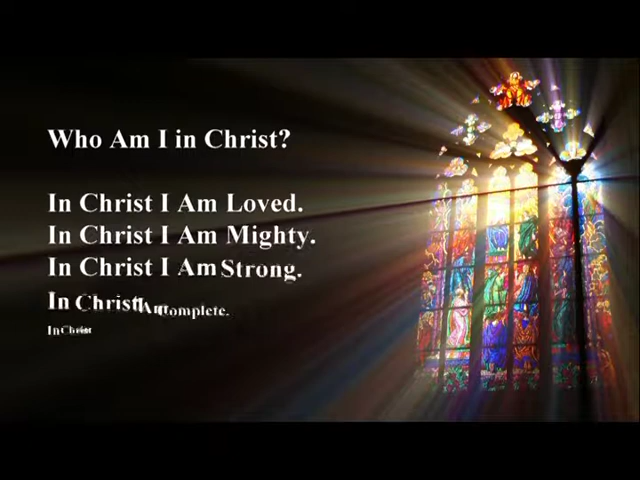 Who Am I in Christ?
In Christ I Am Loved.
In Christ I Am Mighty.
In Christ I Am Strong.
In Christ I Am Complete.
In Christ